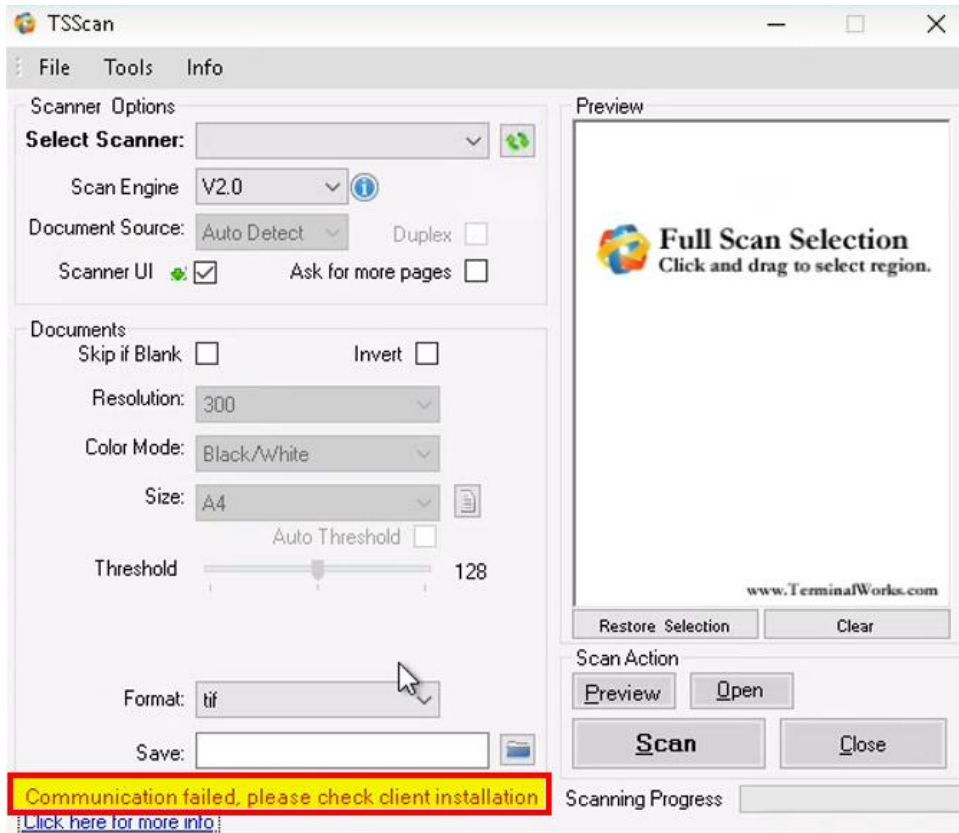 TSScan
File Tools Info
Scanner Options
Select Scanner:
Scan Engine V2.0
Document Source: Auto Detect Duplex
Scanner UI Ask for more pages
Documents
Skip if Blank Invert
Resolution: 300
Color Mode: Black/White
Size: A4
Auto Threshold
Threshold 128
Format: tif
Save:
Communication failed, please check client installation
Click here for more info
Preview
Full Scan Selection
Click and drag to select region.
www.TerminalWorks.com
Restore Selection Clear
Scan Action
Preview Open
Scan Close
Scanning Progress